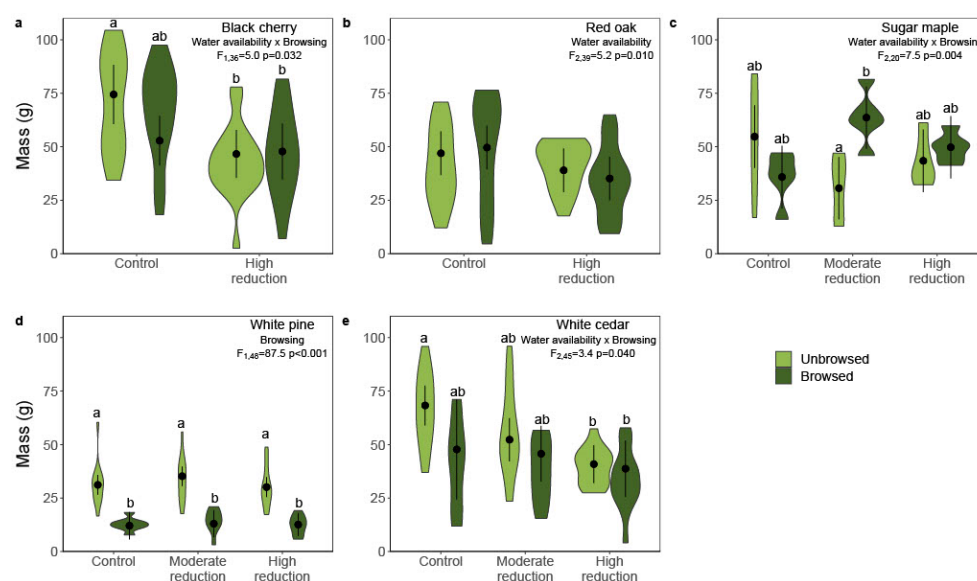 a
Black cherry
Water availability x Browsing
F1,36=5.0 p=0.032
a
ab
b
b
100
75
50
25
0
Mass (g)
Control
High
reduction
b
Red oak
Water availability
F2,39=5.2 p=0.010
100
75
50
25
0
Control
High
reduction
c
Sugar maple
Water availability x Browsin
F2,20=7.5 p=0.004
ab
ab
a
b
ab
ab
100
75
50
25
0
Control
Moderate
reduction
High
reduction
d
White pine
Browsing
F1,48=87.5 p<0.001
a
b
a
b
a
b
100
75
50
25
0
Mass (g)
Control
Moderate
reduction
High
reduction
e
White cedar
Water availability x Browsing
F2,45=3.4 p=0.040
a
ab
ab
ab
b
b
100
75
50
25
0
Control
Moderate
reduction
High
reduction
Unbrowsed
Browsed